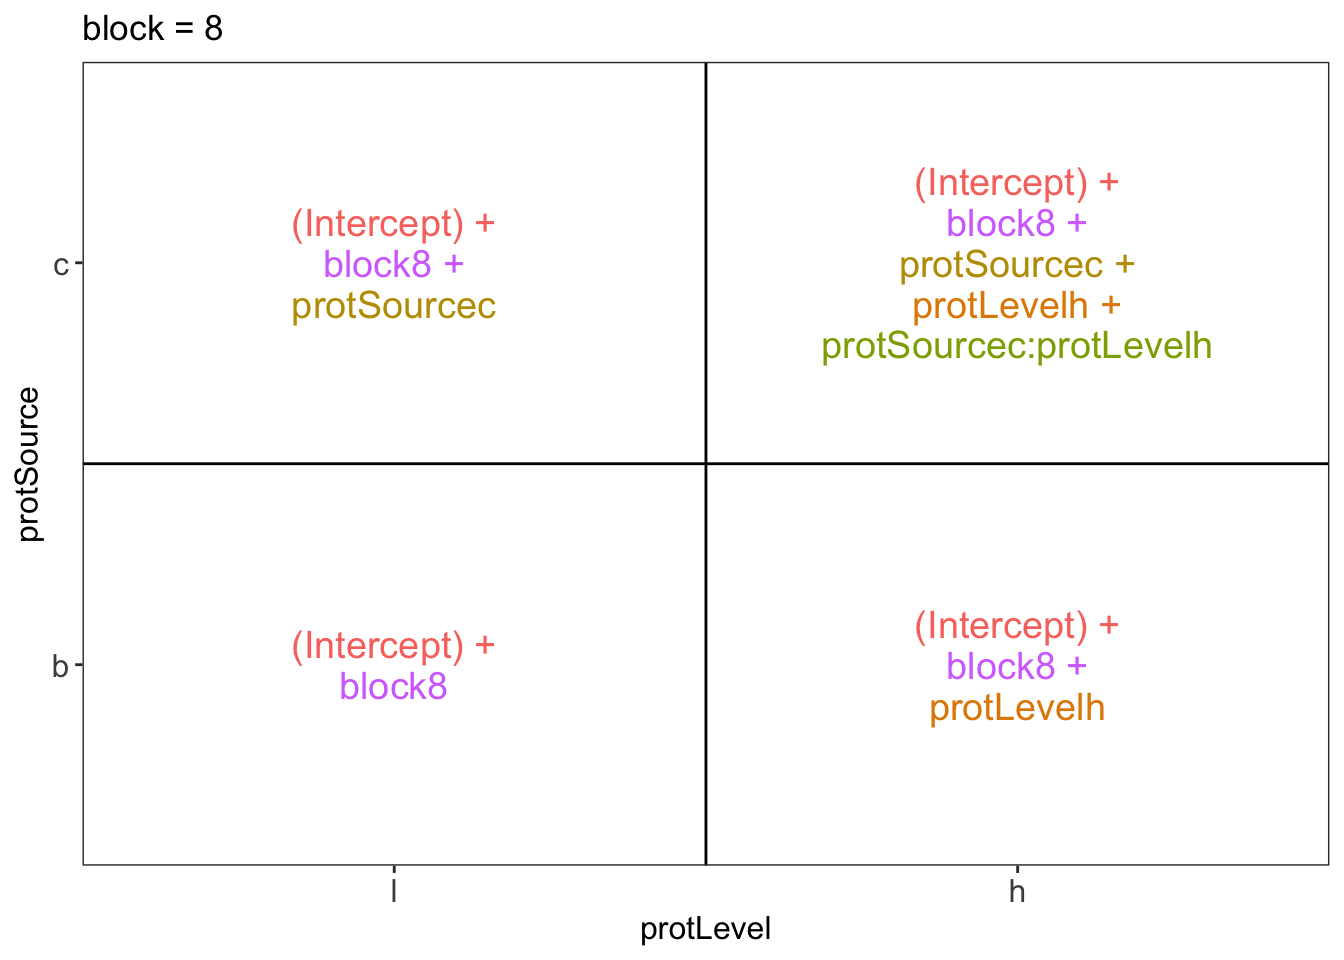 block = 8
protSource
c
(Intercept) +
block8 +
protSourcec
(Intercept) +
block8 +
protSourcec +
protLevelh +
protSourcec:protLevelh
b
(Intercept) +
block8
(Intercept) +
block8 +
protLevelh
l
h
protLevel